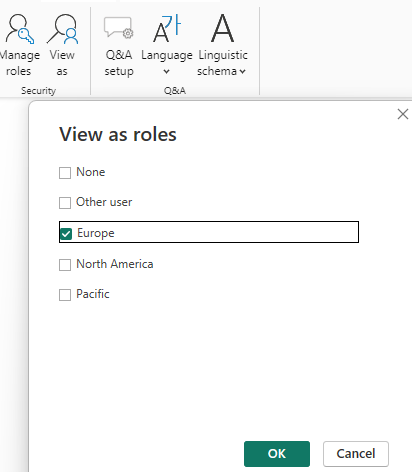 Manage roles
View as
Q&A setup
Language
Linguistic schema
Security
Q&A
View as roles
None
Other user
Europe
North America
Pacific
OK
Cancel